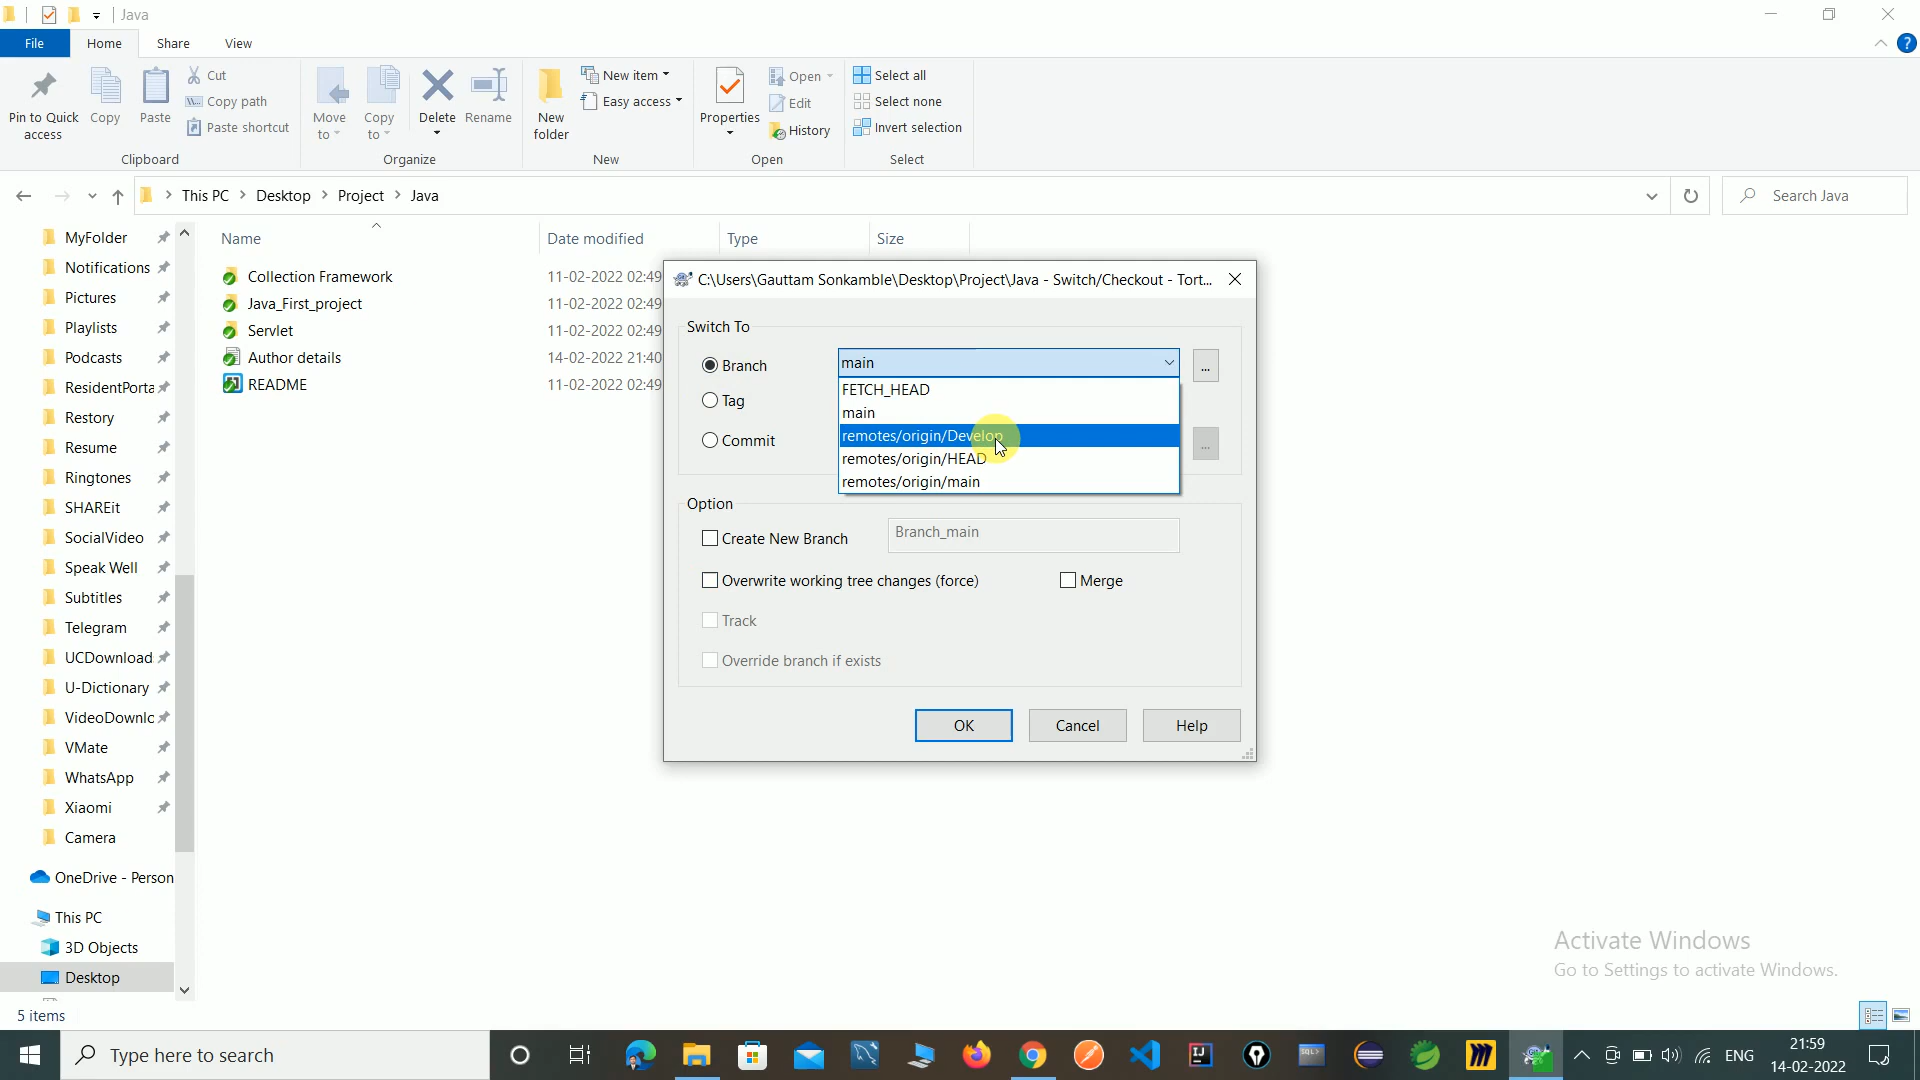 Java
File Home Share View
Pin to Quick access
Copy
Paste
Cut
Copy path
Paste shortcut
Clipboard
Move to
Copy to
Delete
Rename
Organize
New folder
New item
Easy access
New
Properties
Open
Edit
History
Open
Select all
Select none
Invert selection
Select
This PC > Desktop > Project > Java
Search Java
Name Date modified Type Size
MyFolder
Notifications
Pictures
Playlists
Podcasts
ResidentPorta
Restory
Resume
Ringtones
SHAREit
SocialVideo
Speak Well
Subtitles
Telegram
UCDownload
U-Dictionary
VideoDownlo
VMate
WhatsApp
Xiaomi
Camera
OneDrive - Person
This PC
3D Objects
Desktop
Collection Framework 11-02-2022 02:49
Java_First_project 11-02-2022 02:49
Servlet 11-02-2022 02:49
Author details 14-02-2022 21:40
README 11-02-2022 02:49
C:\Users\Gauttam Sonkamble\Desktop\Project\Java - Switch/Checkout - Tort...
Switch To
Branch main ...
FETCH_HEAD
main
remotes/origin/Develop
remotes/origin/HEAD
remotes/origin/main
Tag
Commit ...
Option
Create New Branch Branch_main
Overwrite working tree changes (force) Merge
Track
Override branch if exists
OK Cancel Help
Activate Windows
Go to Settings to activate Windows.
5 items
Type here to search
SQL>
ENG
21:59
14-02-2022